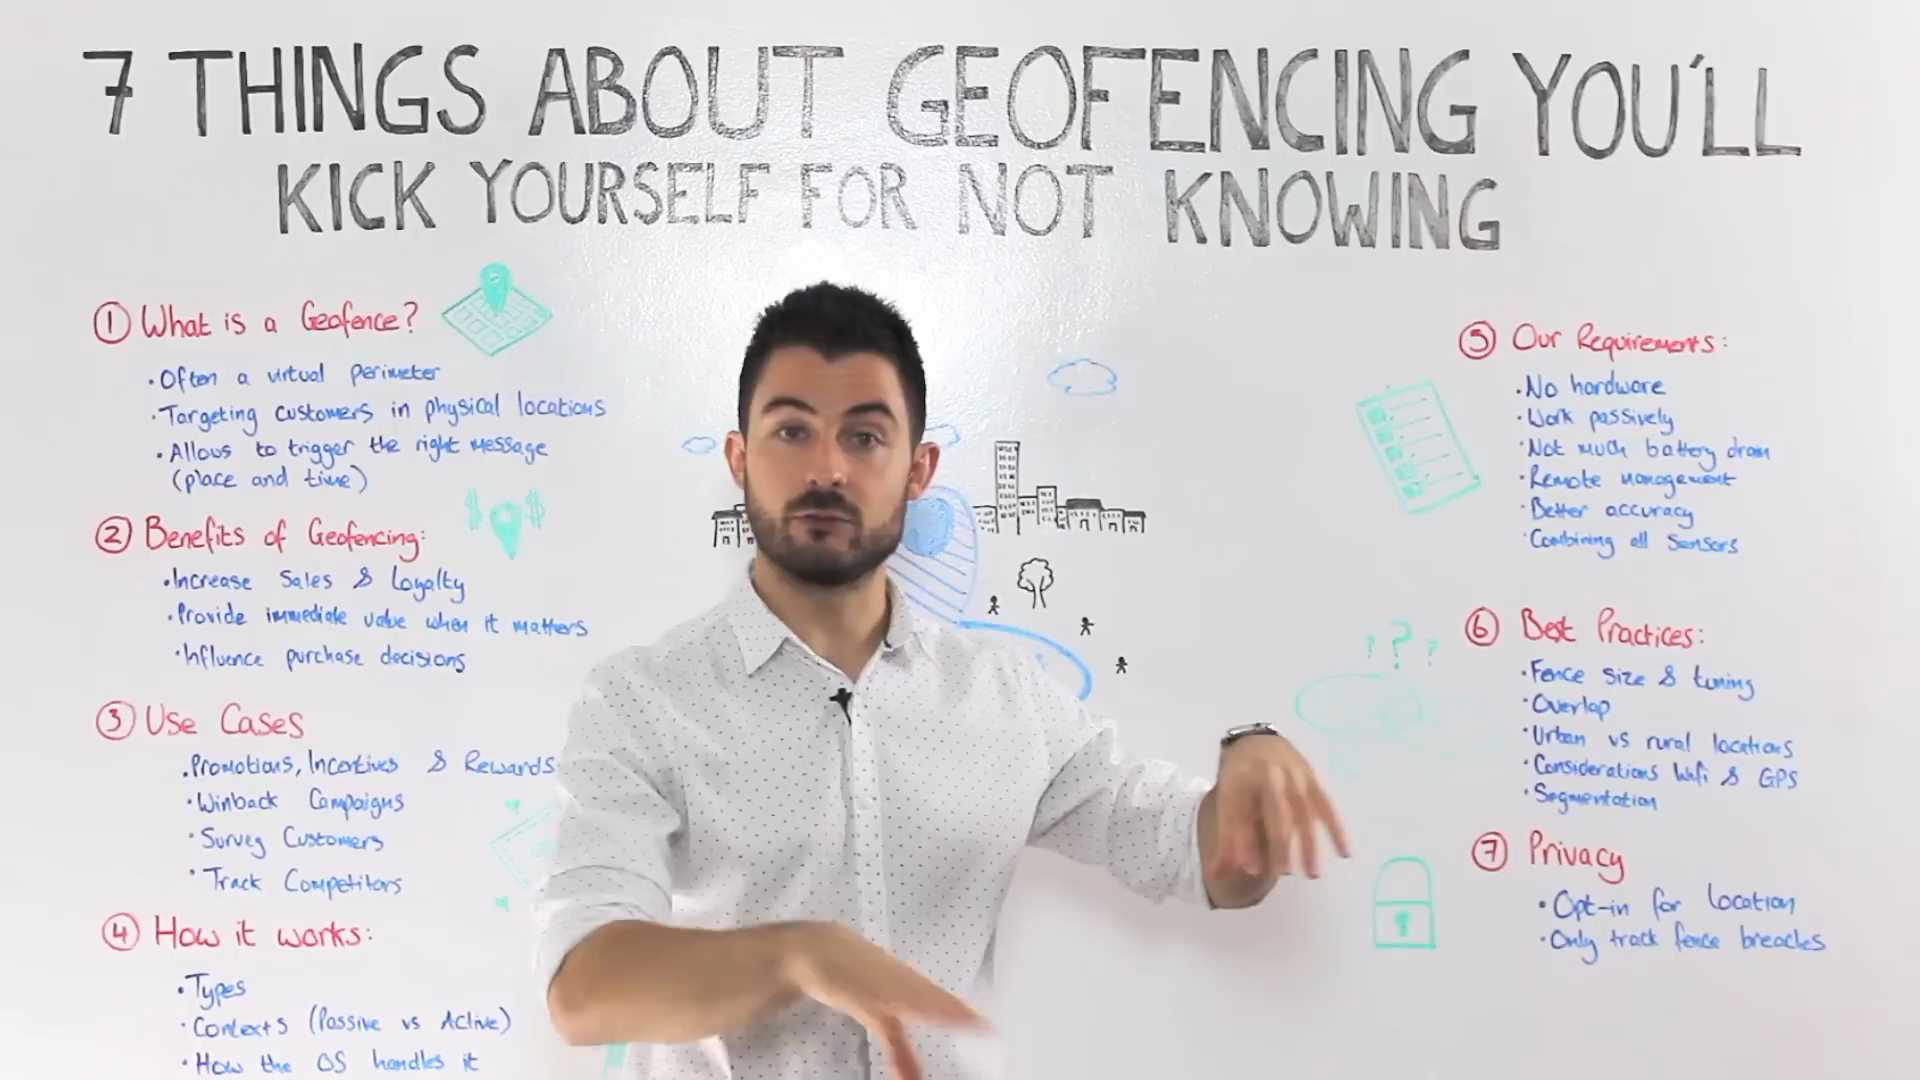 7 THINGS ABOUT GEOFENCING YOU'LL
KICK YOURSELF FOR NOT KNOWING
1 What is a Geofence?
• Often a virtual perimeter
• Targeting customers in physical locations
• Allows to trigger the right message
(place and time)
2 Benefits of Geofencing:
• Increase Sales & Loyalty
• Provide immediate value when it matters
• Influence purchase decisions
$ $
3 Use Cases
• Promotions, Incentives & Rewards
• Winback Campaigns
• Survey Customers
• Track Competitors
4 How it works:
• Types
• Contexts (Passive vs Active)
• How the OS handles it
5 Our Requirements:
• No hardware
• Work passively
• Not much battery drain
• Remote management
• Better accuracy
• Combining all Sensors
? ? ?
6 Best Practices:
• Fence size & tuning
• Overlap
• Urban vs rural locations
• Considerations Wifi & GPS
• Segmentation
7 Privacy
• Opt-in for location
• Only track fence breaches